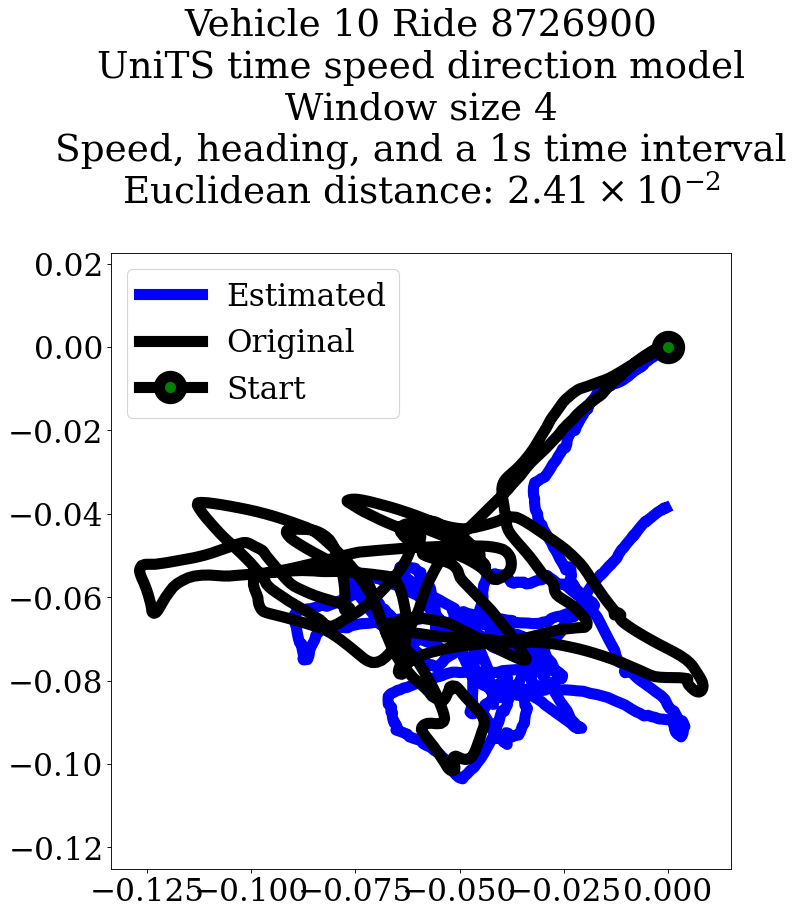 Vehicle 10 Ride 8726900
UniTS time speed direction model
Window size 4
Speed, heading, and a 1s time interval
Euclidean distance: 2.41 × 10⁻²
0.02
Estimated
0.00
Original
Start
−0.02
−0.04
−0.06
−0.08
−0.10
−0.12
−0.125 −0.100 −0.075 −0.050 −0.025 0.000